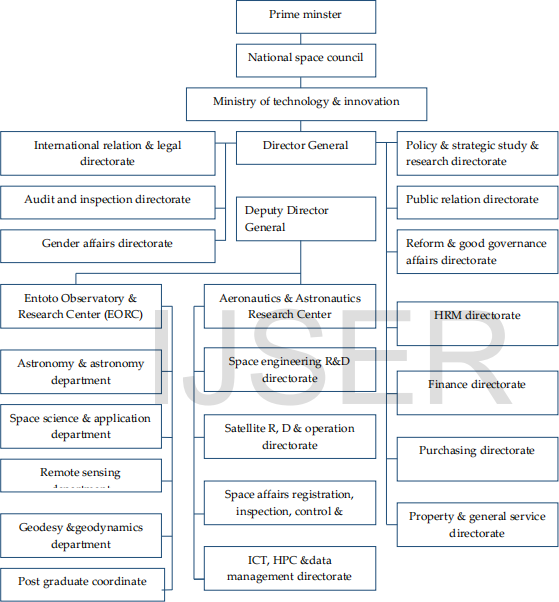 Prime minster
National space council
Ministry of technology & innovation
International relation & legal
directorate
Director General
Policy & strategic study &
research directorate
Audit and inspection directorate
Deputy Director
General
Public relation directorate
Gender affairs directorate
Reform & good governance
affairs directorate
Entoto Observatory &
Research Center (EORC)
Aeronautics & Astronautics
Research Center
HRM directorate
Astronomy & astronomy
department
Space engineering R&D
directorate
Finance directorate
Space science & application
department
Satellite R, D & operation
directorate
Purchasing directorate
Remote sensing
department
Space affairs registration,
inspection, control &
Geodesy &geodynamics
department
Property & general service
directorate
ICT, HPC &data
management directorate
Post graduate coordinate
IJSER